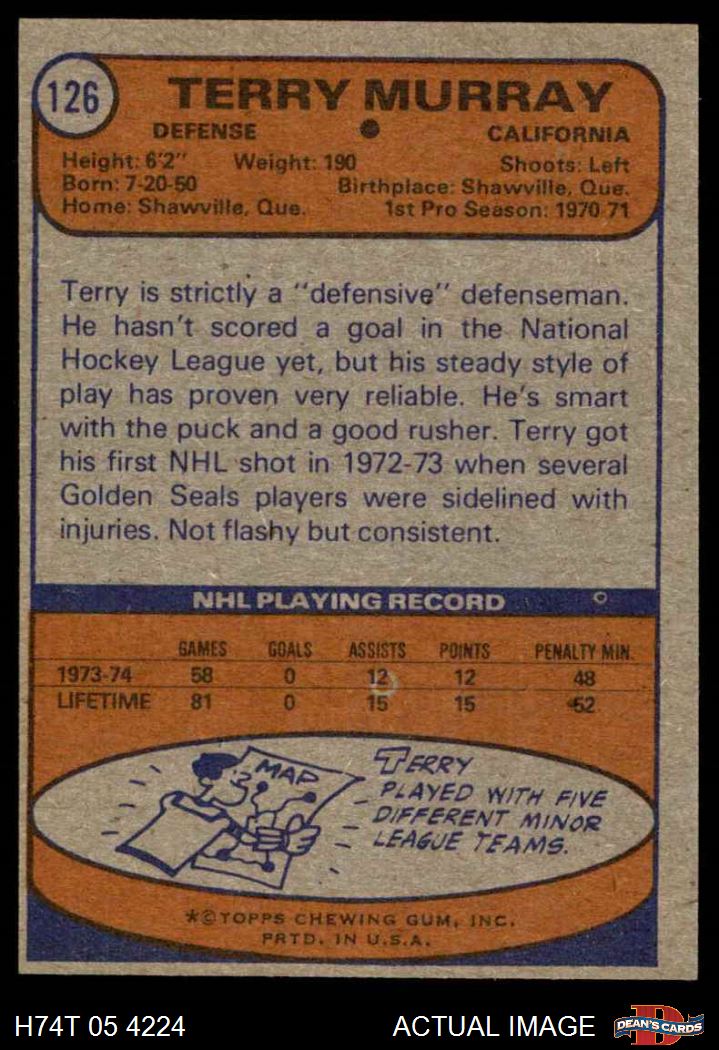 126
TERRY MURRAY
DEFENSE CALIFORNIA
Height: 6'2" Weight: 190 Shoots: Left
Born: 7-20-50 Birthplace: Shawville, Que.
Home: Shawville, Que. 1st Pro Season: 1970-71
Terry is strictly a "defensive" defenseman.
He hasn't scored a goal in the National
Hockey League yet, but his steady style of
play has proven very reliable. He's smart
with the puck and a good rusher. Terry got
his first NHL shot in 1972-73 when several
Golden Seals players were sidelined with
injuries. Not flashy but consistent.
NHL PLAYING RECORD
GAMES GOALS ASSISTS POINTS PENALTY MIN.
1973-74 58 0 12 12 48
LIFETIME 81 0 15 15 52
MAP
TERRY
PLAYED WITH FIVE
DIFFERENT MINOR
LEAGUE TEAMS.
*©TOPPS CHEWING GUM, INC.
PRTD. IN U.S.A.
H74T 05 4224 ACTUAL IMAGE DEAN'S CARDS